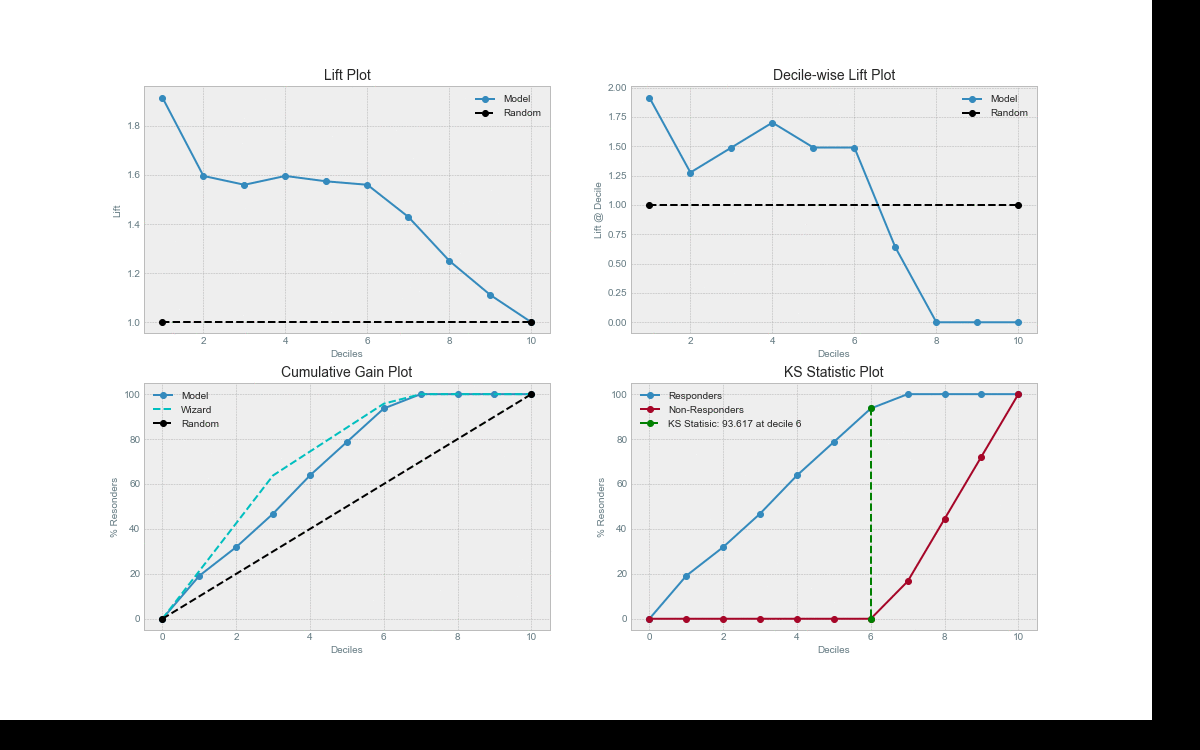 Lift Plot
Model
Random
1.8
1.6
1.4
1.2
1.0
Lift
2
4
6
8
10
Deciles
Decile-wise Lift Plot
Model
Random
2.00
1.75
1.50
1.25
1.00
0.75
0.50
0.25
0.00
Lift @ Decile
2
4
6
8
10
Deciles
Cumulative Gain Plot
Model
Wizard
Random
100
80
60
40
20
0
% Resonders
0
2
4
6
8
10
Deciles
KS Statistic Plot
Responders
Non-Responders
KS Statisic: 93.617 at decile 6
100
80
60
40
20
0
% Resonders
0
2
4
6
8
10
Deciles